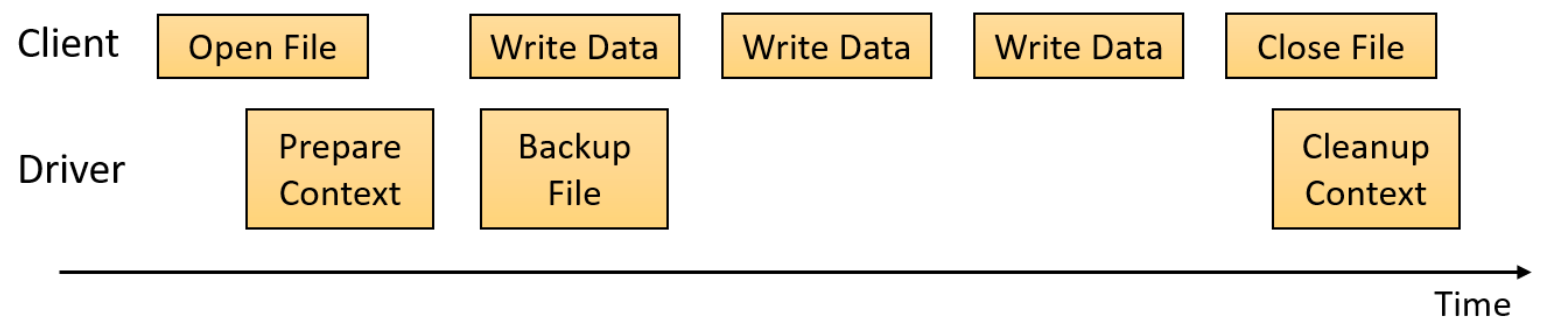 Client
Open File
Write Data
Write Data
Write Data
Close File
Driver
Prepare
Context
Backup
File
Cleanup
Context
Time